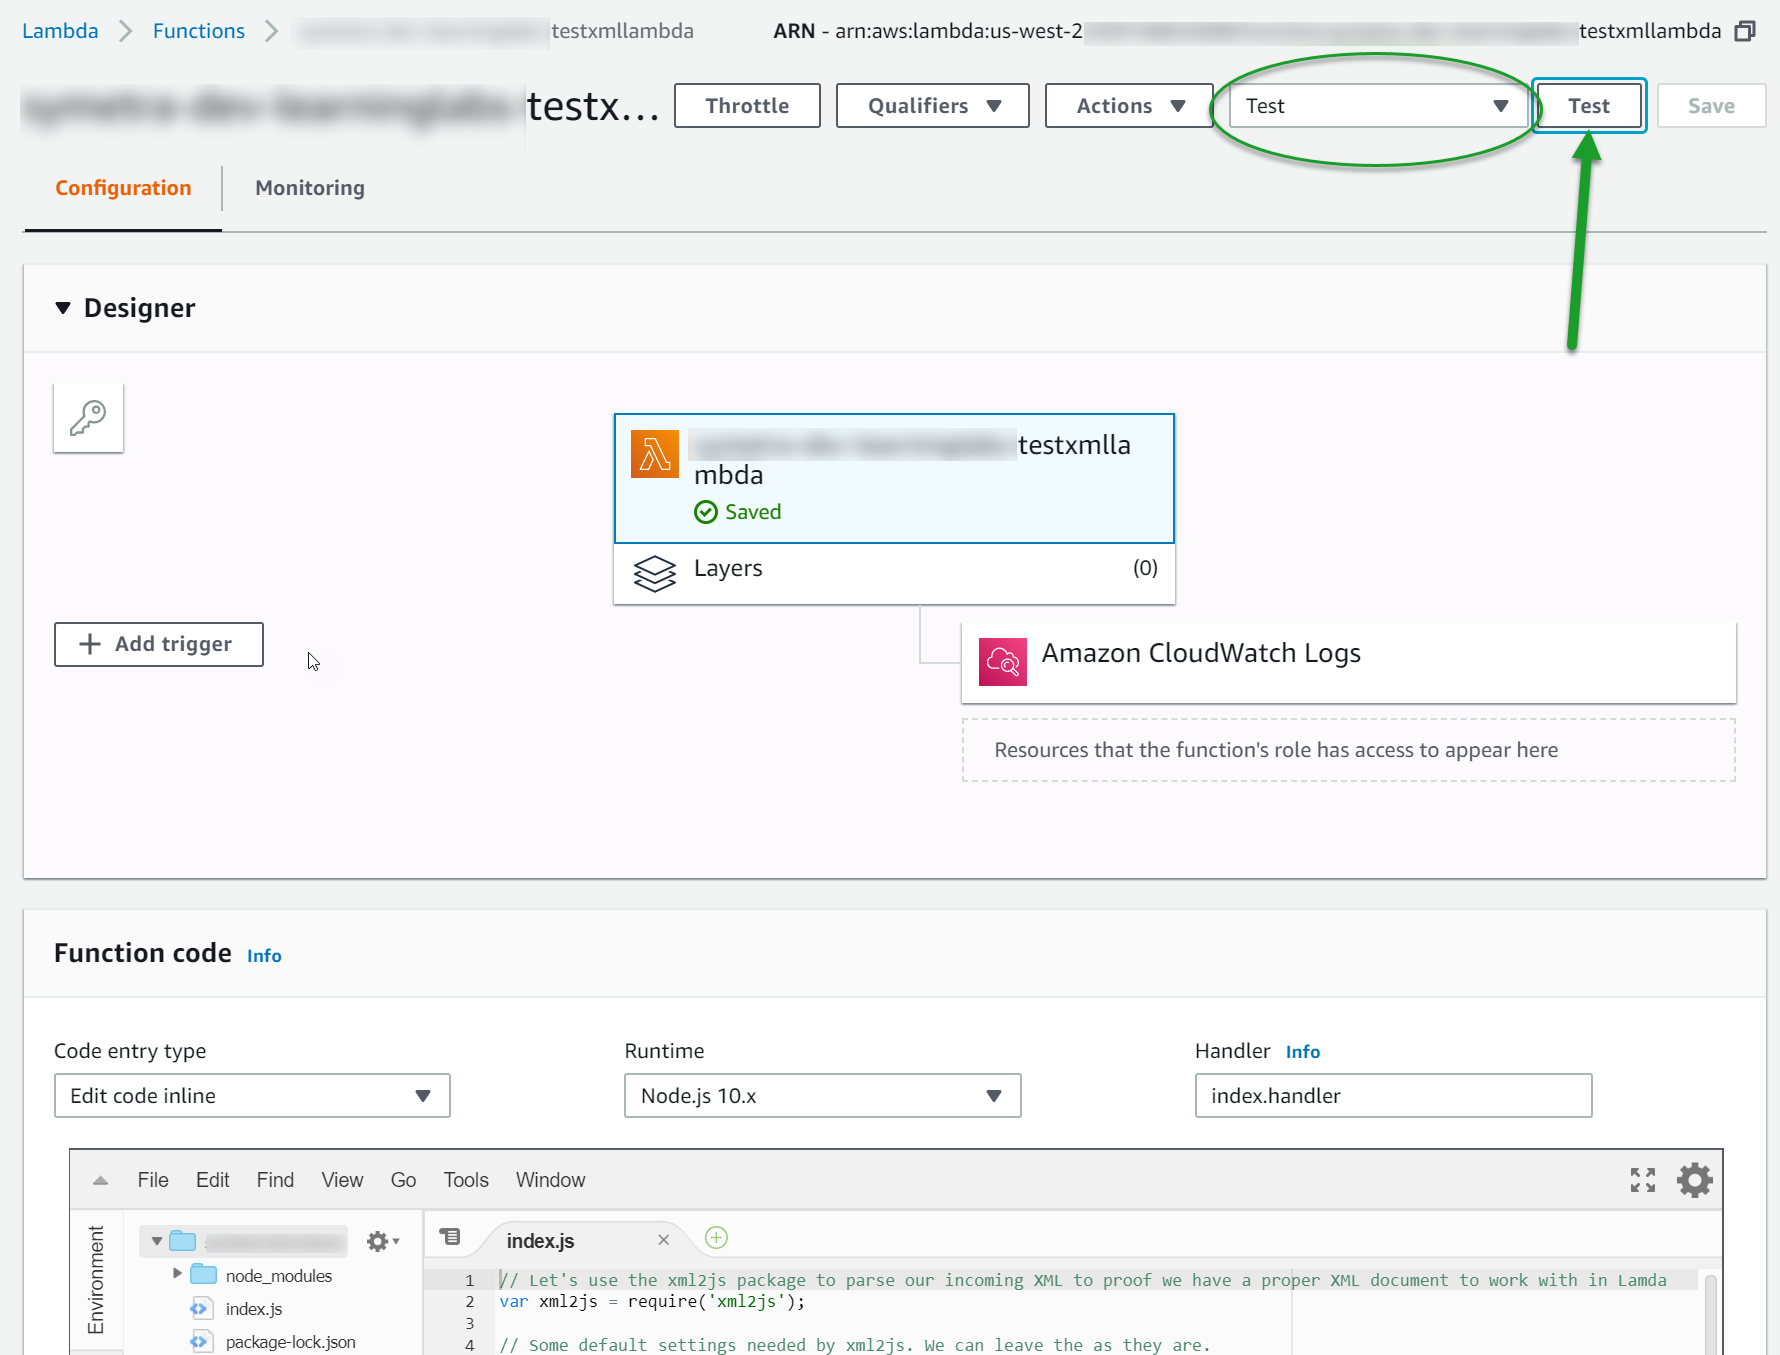 Lambda Functions testxmllambda ARN - arn:aws:lambda:us-west-2 testxmllambda
testx... Throttle Qualifiers Actions Test Test Save
Configuration Monitoring
Designer
testxmlla
mbda
Saved
Layers (0)
Add trigger
Amazon CloudWatch Logs
Resources that the function's role has access to appear here
Function code Info
Code entry type Runtime Handler Info
Edit code inline Node.js 10.x index.handler
File Edit Find View Go Tools Window
Environment
index.js
node_modules
index.js
package-lock.json
1 // Let's use the xml2js package to parse our incoming XML to proof we have a proper XML document to work with in Lamda
2 var xml2js = require('xml2js');
3
4 // Some default settings needed by xml2js. We can leave the as they are.